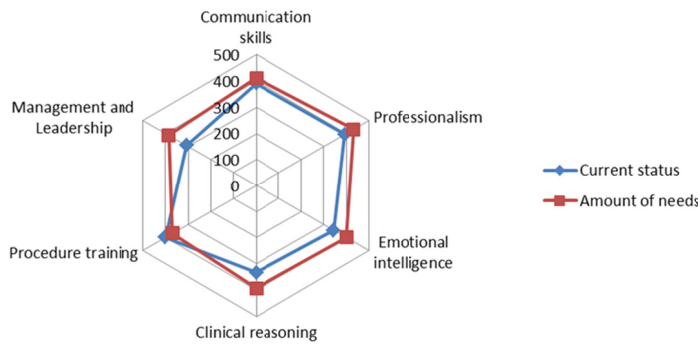 Communication
skills
500
400
300
200
100
0
Professionalism
Emotional
intelligence
Clinical reasoning
Procedure training
Management and
Leadership
Current status
Amount of needs